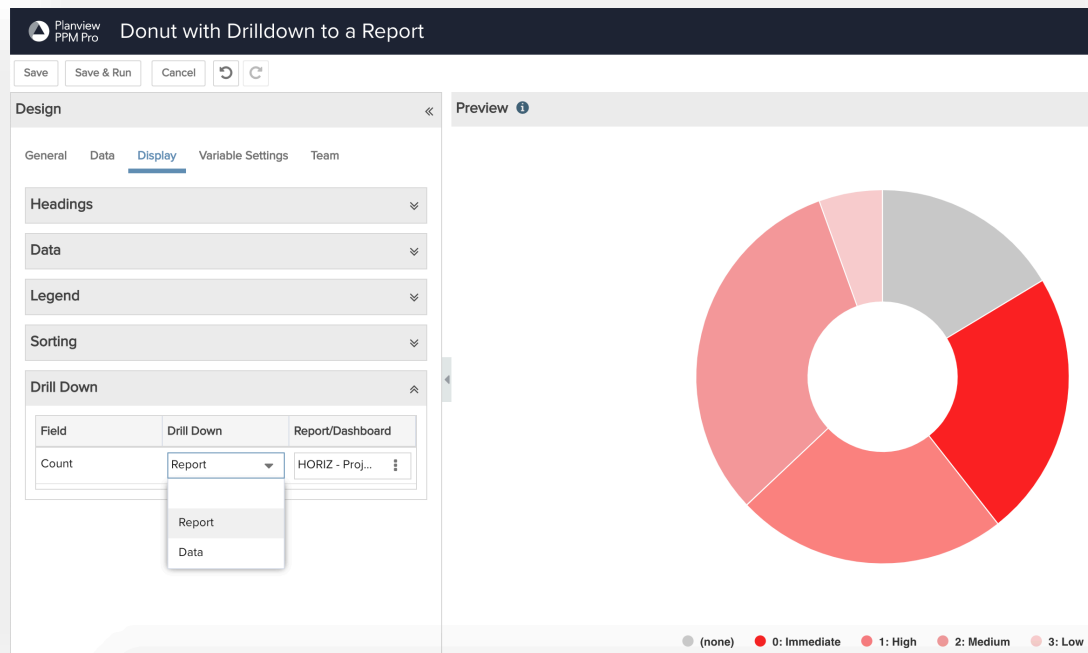 Planview
PPM Pro
Donut with Drilldown to a Report
Save
Save & Run
Cancel
Design
Preview
General
Data
Display
Variable Settings
Team
Headings
Data
Legend
Sorting
Drill Down
Field
Drill Down
Report/Dashboard
Count
Report
HORIZ - Proj...
Report
Data
(none)
0: Immediate
1: High
2: Medium
3: Low